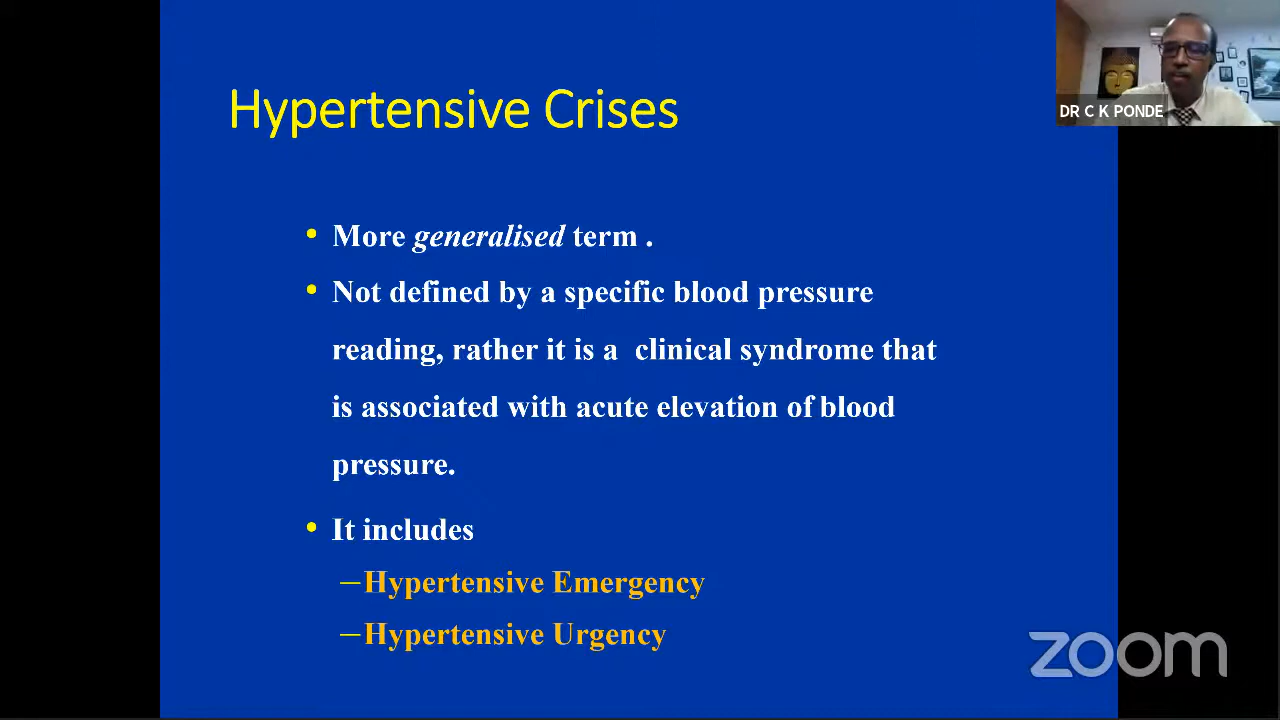 Hypertensive Crises
DR C K PONDE
• More generalised term .
• Not defined by a specific blood pressure
reading, rather it is a clinical syndrome that
is associated with acute elevation of blood
pressure.
• It includes
–Hypertensive Emergency
–Hypertensive Urgency
zoom